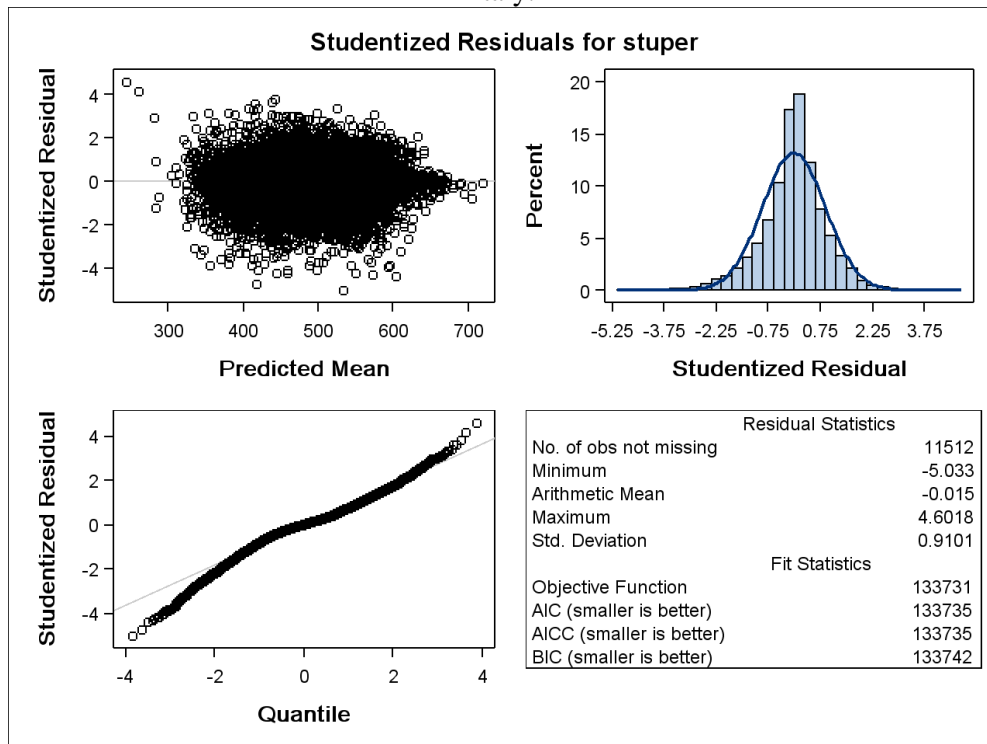 Studentized Residuals for stuper
Studentized Residual
4
2
0
-2
-4
300 400 500 600 700
Predicted Mean
Percent
20
15
10
5
0
-5.25 -3.75 -2.25 -0.75 0.75 2.25 3.75
Studentized Residual
Studentized Residual
4
2
0
-2
-4
-4 -2 0 2 4
Quantile
Residual Statistics
No. of obs not missing 11512
Minimum -5.033
Arithmetic Mean -0.015
Maximum 4.6018
Std. Deviation 0.9101
Fit Statistics
Objective Function 133731
AIC (smaller is better) 133735
AICC (smaller is better) 133735
BIC (smaller is better) 133742